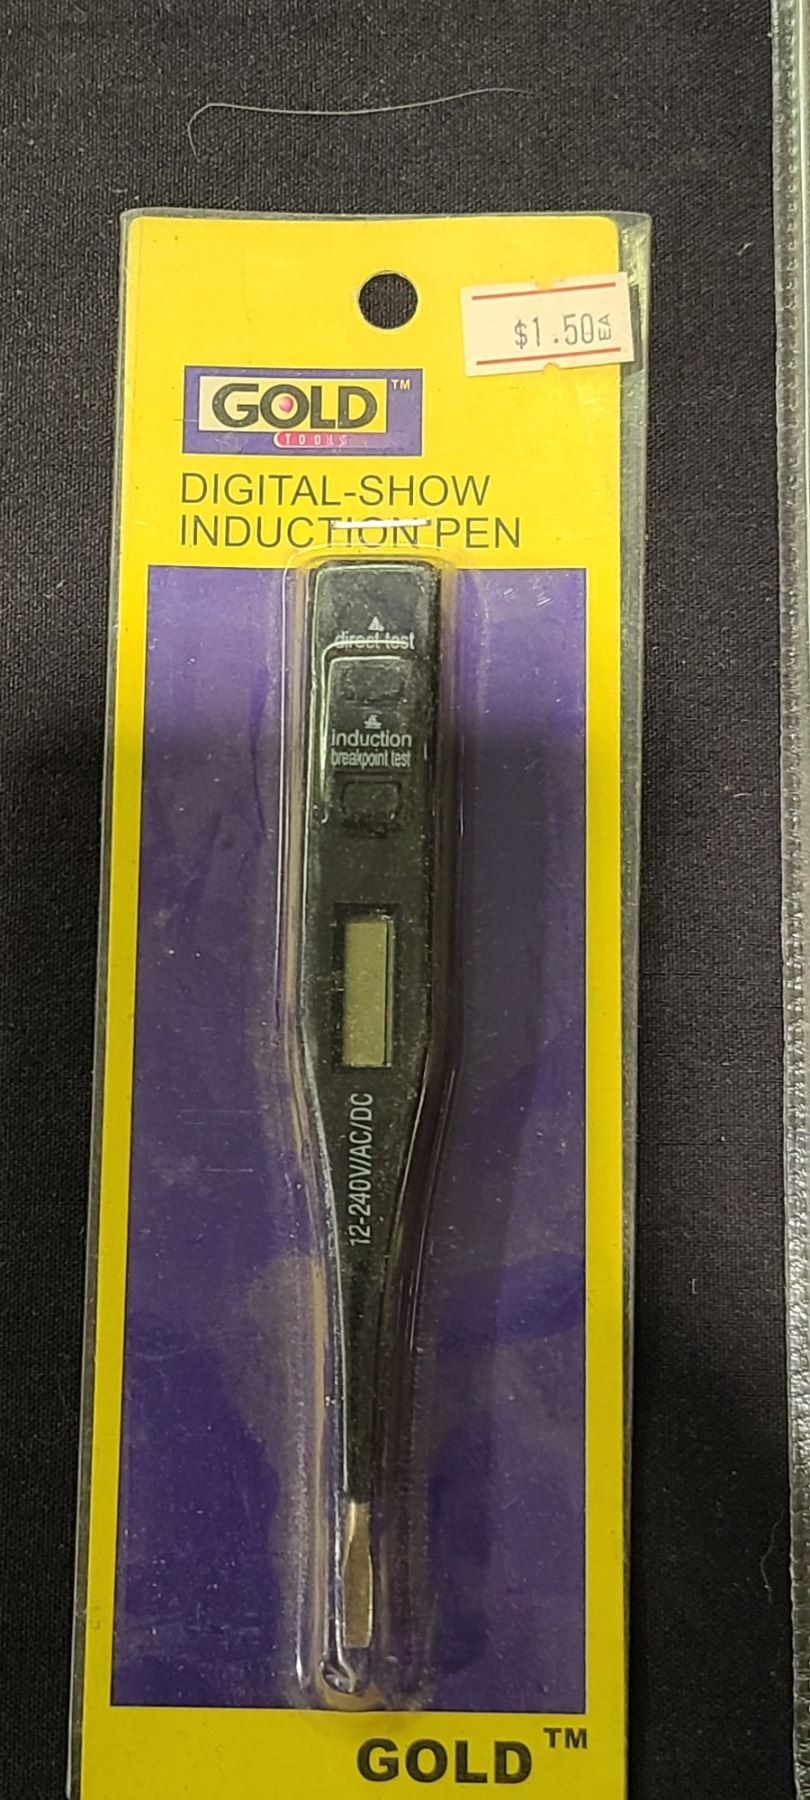 $1.50EA
GOLD™
TOOLS
DIGITAL-SHOW
INDUCTION PEN
direct test
induction
breakpoint test
12-240V/AC/DC
GOLD™